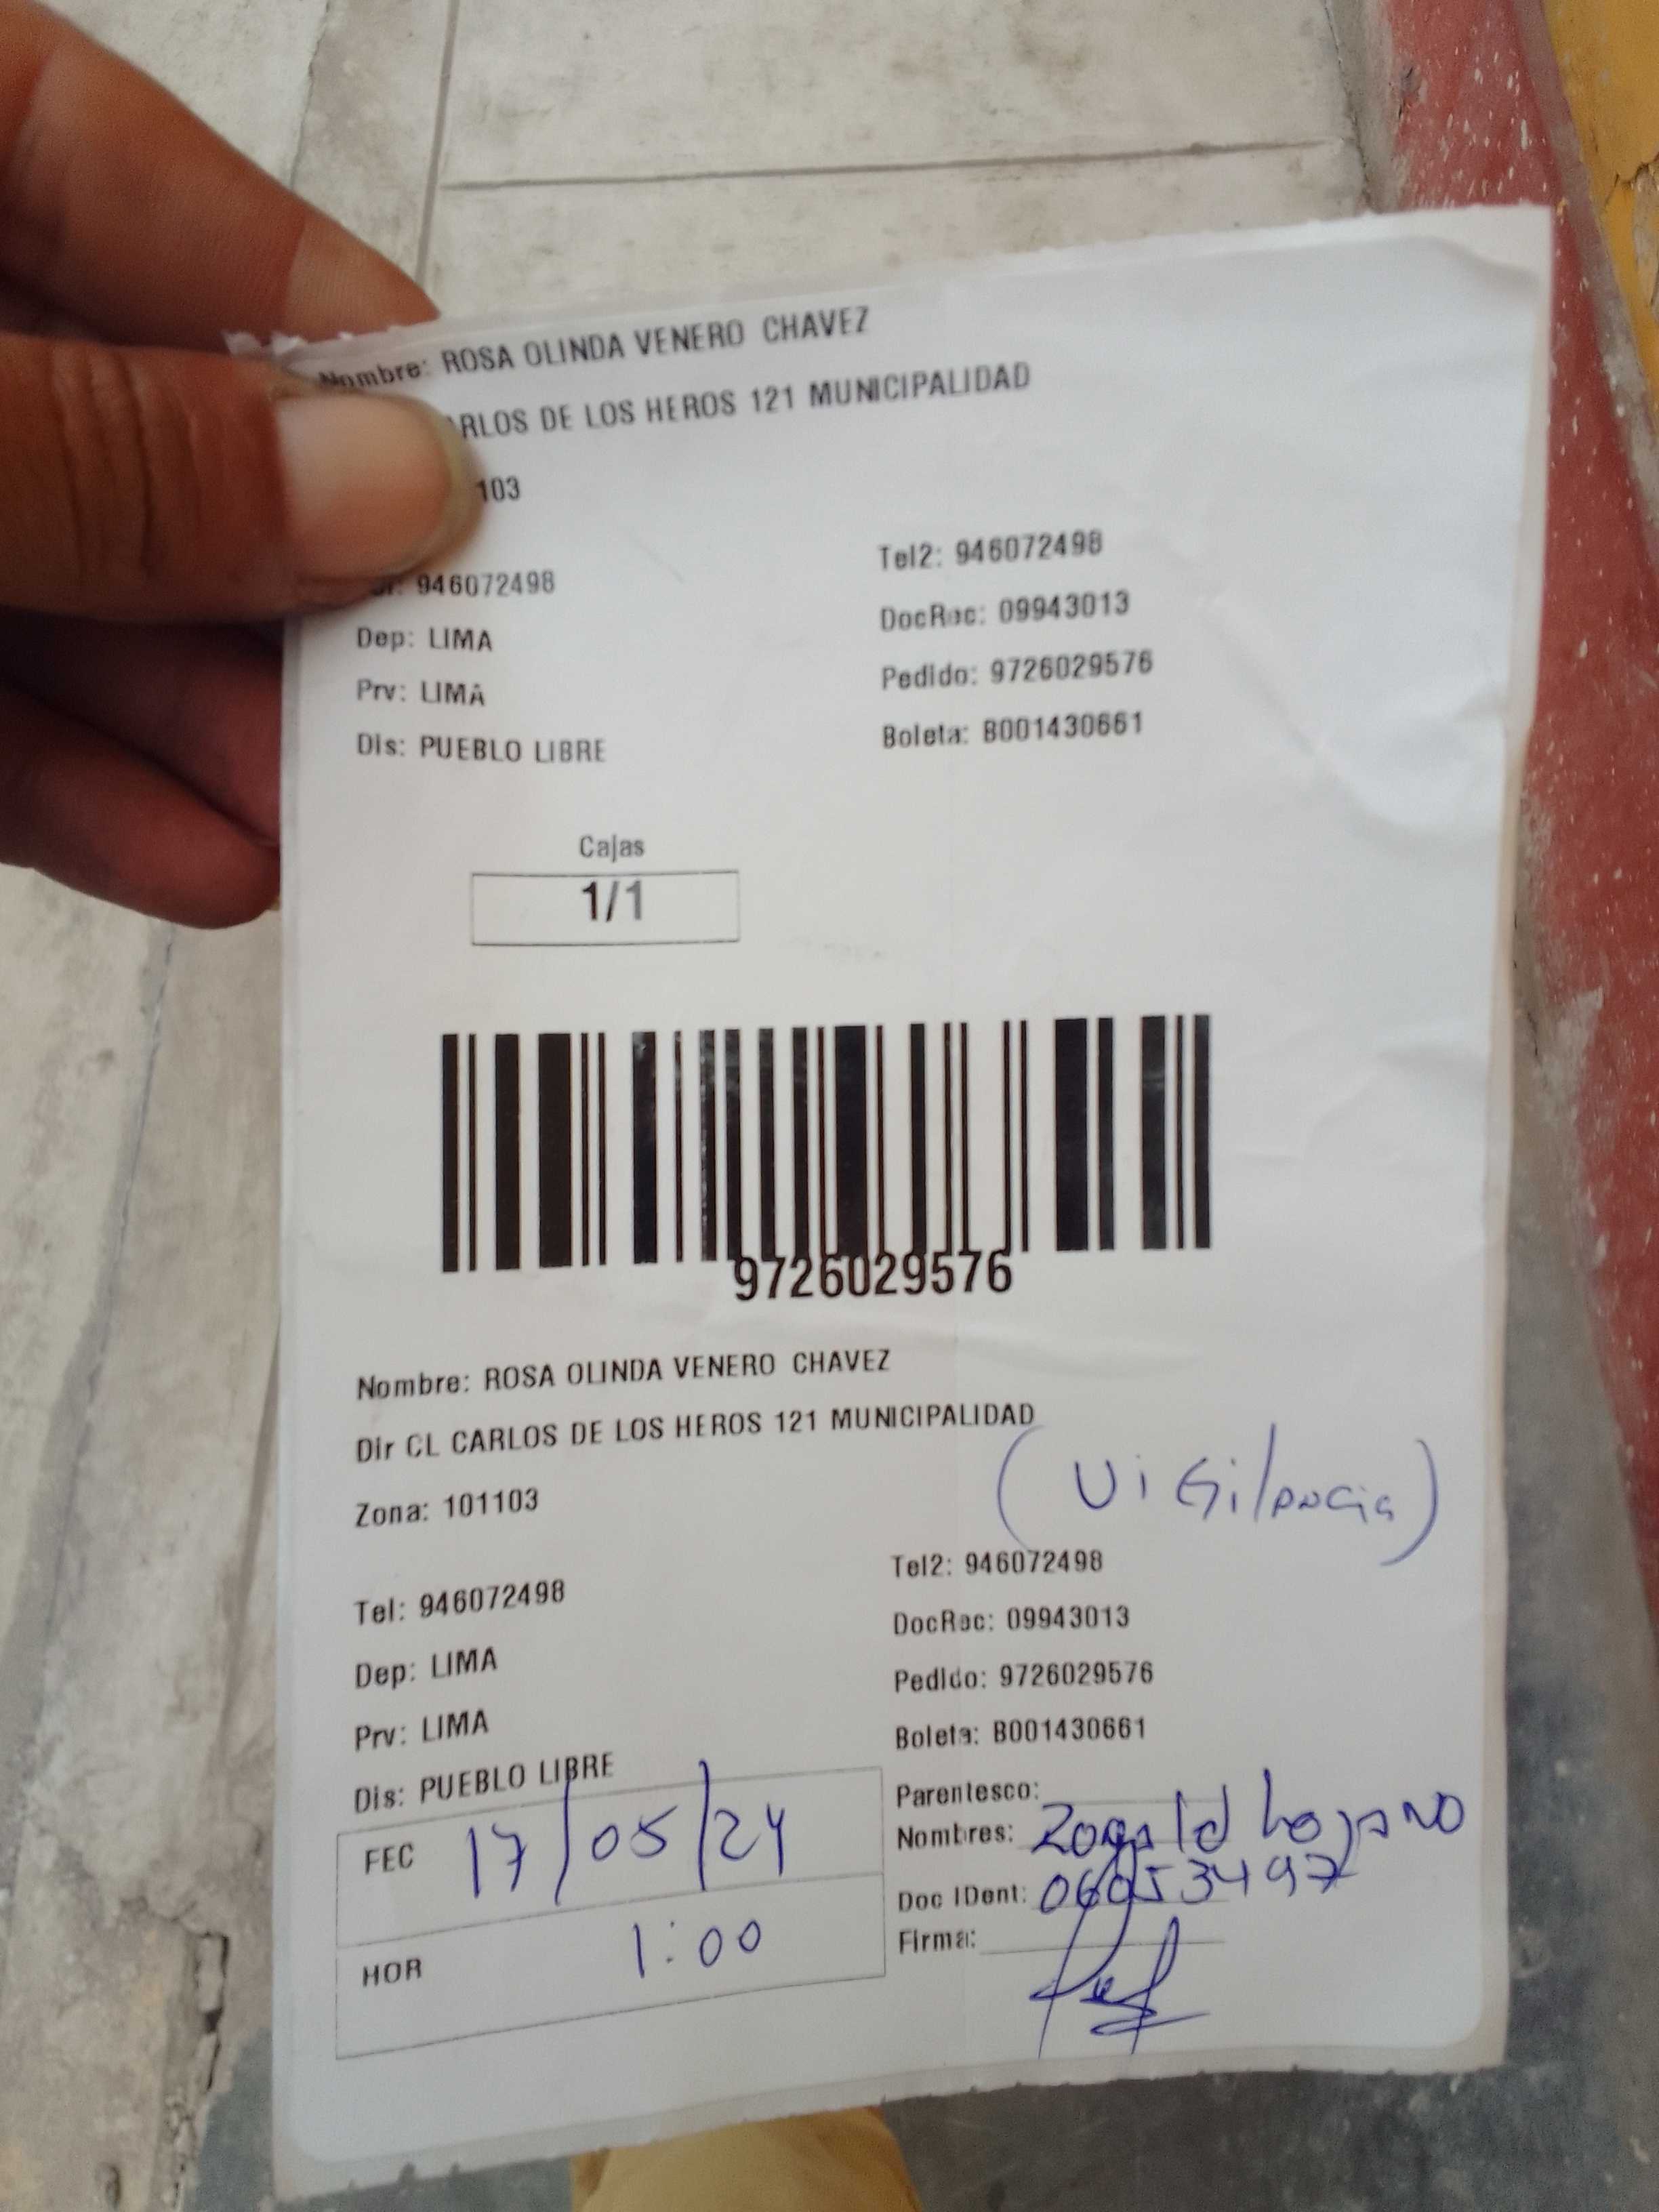 Nombre: ROSA OLINDA VENERO CHAVEZ
CARLOS DE LOS HEROS 121 MUNICIPALIDAD
103
Tel: 946072498
Tel2: 946072498
Dep: LIMA
DocRec: 09943013
Prv: LIMA
Pedido: 9726029576
Dis: PUEBLO LIBRE
Boleta: B001430661
Cajas
1/1
9726029576
Nombre: ROSA OLINDA VENERO CHAVEZ
Dir CL CARLOS DE LOS HEROS 121 MUNICIPALIDAD
(ViGilancia)
Zona: 101103
Tel: 946072498
Tel2: 946072498
Dep: LIMA
DocRec: 09943013
Prv: LIMA
Pedido: 9726029576
Dis: PUEBLO LIBRE
Boleta: B001430661
Parentesco:
FEC 17/05/24
Nombres: Lozano
Doc IDent: 06053497
HOR 1:00
Firma: